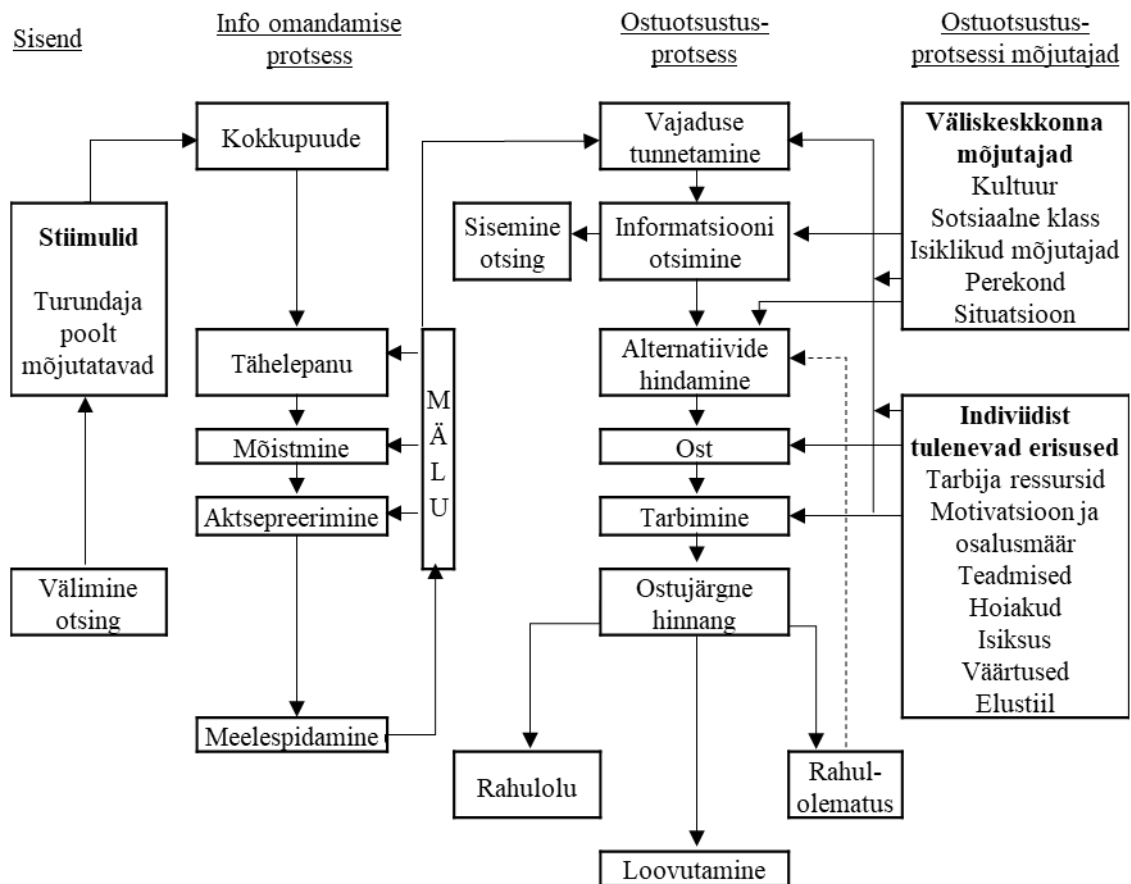 Sisend
Info omandamise
protsess
Ostuotsustus-
protsess
Ostuotsustus-
protsessi mõjutajad
Stiimulid
Turundaja
poolt
mõjutatavad
Välimine
otsing
Kokkupuude
Tähelepanu
Mõistmine
Aktsepreerimine
Meelespidamine
M
Ä
L
U
Vajaduse
tunnetamine
Sisemine
otsing
Informatsiooni
otsimine
Alternatiivide
hindamine
Ost
Tarbimine
Ostujärgne
hinnang
Rahulolu
Rahul-
olematus
Loovutamine
Väliskeskkonna
mõjutajad
Kultuur
Sotsiaalne klass
Isiklikud mõjutajad
Perekond
Situatsioon
Indiviidist
tulenevad erisused
Tarbija ressursid
Motivatsioon ja
osalusmäär
Teadmised
Hoiakud
Isiksus
Väärtused
Elustiil